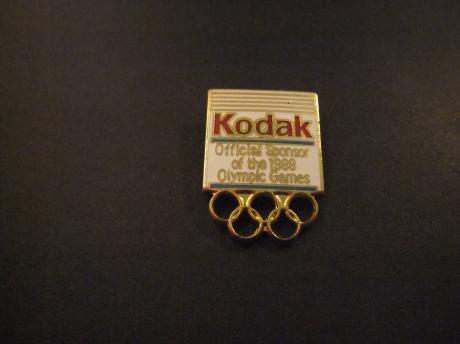 Kodak
Official Sponsor
of the 1988
Olympic Games